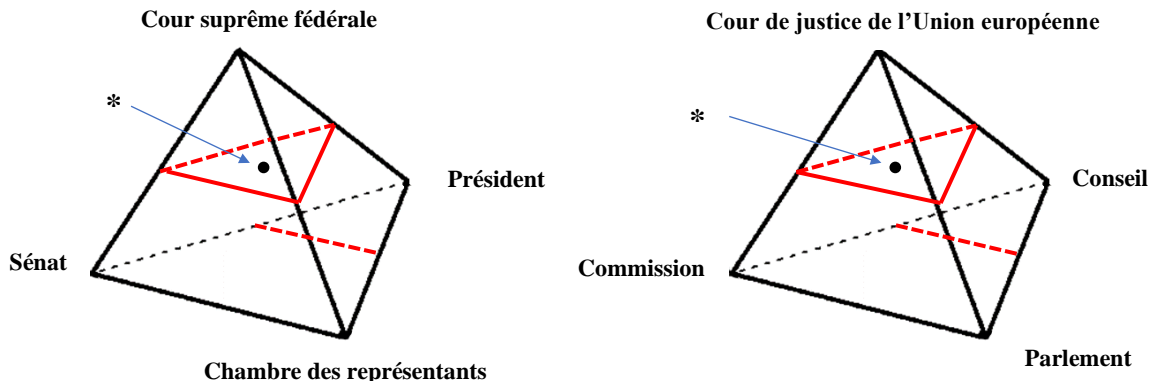 Cour suprême fédérale
*
Président
Sénat
Chambre des représentants
Cour de justice de l’Union européenne
*
Conseil
Commission
Parlement